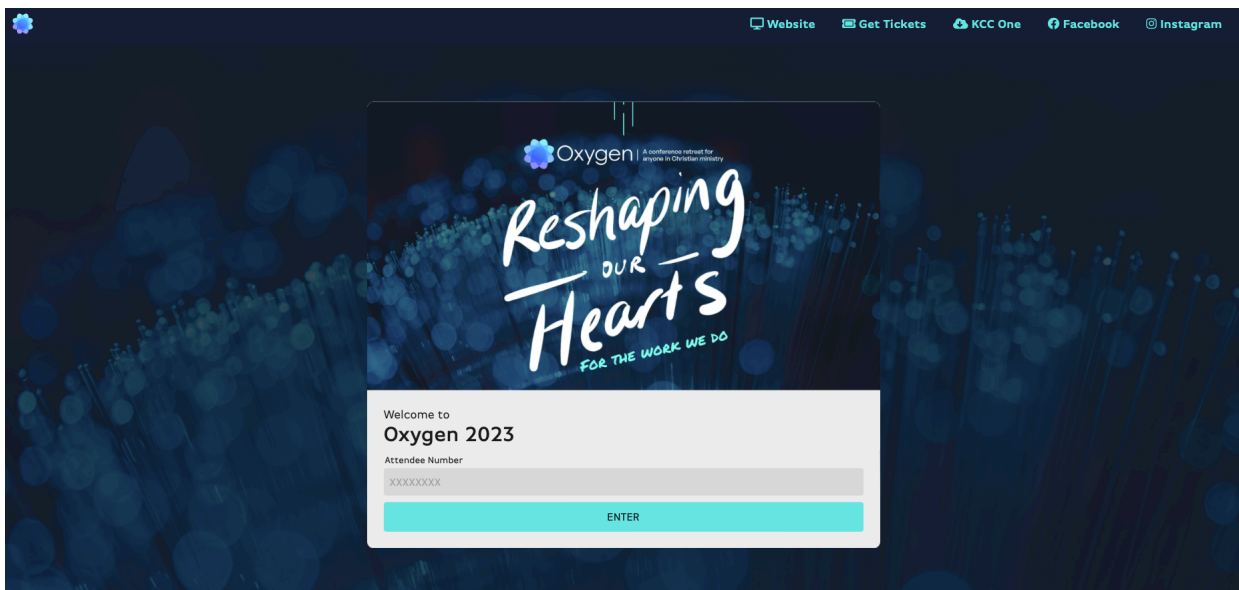 Website Get Tickets KCC One Facebook Instagram
Oxygen | A conference retreat for
anyone in Christian ministry
Reshaping
OUR
Hearts
FOR THE WORK WE DO
Welcome to
Oxygen 2023
Attendee Number
XXXXXXXX
ENTER